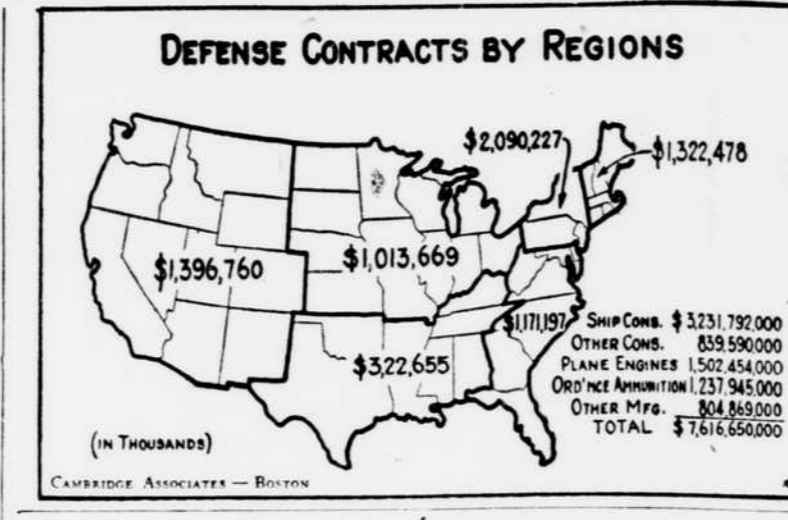 DEFENSE CONTRACTS BY REGIONS
$2,090,227
$1,322,478
$1,396,760
$1,013,669
$1,171,197
$3,22,655
SHIP CONS. $ 3,231,792,000
OTHER CONS. 839,590,000
PLANE ENGINES 1,502,454,000
ORD'NCE AMMUNITION 1,237,945,000
OTHER MFG. 804,869,000
TOTAL $ 7,616,650,000
(IN THOUSANDS)
CAMBRIDGE ASSOCIATES — BOSTON